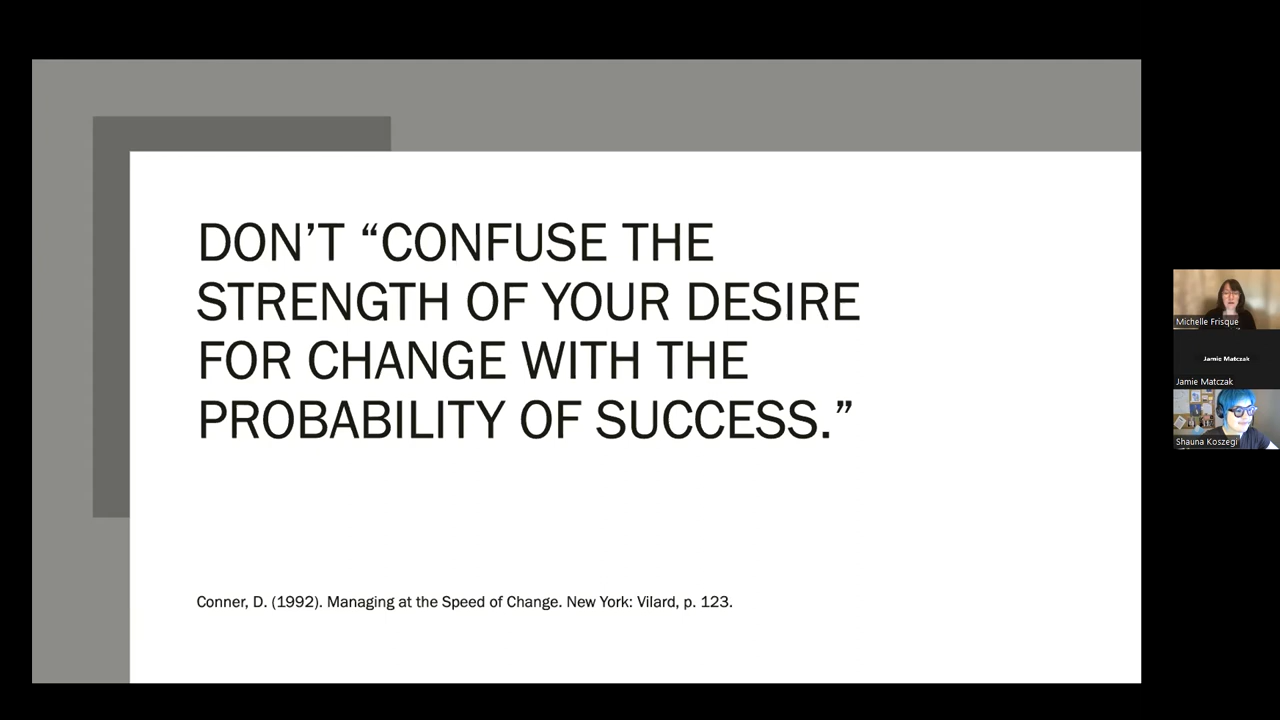 DON’T “CONFUSE THE
STRENGTH OF YOUR DESIRE
FOR CHANGE WITH THE
PROBABILITY OF SUCCESS.”
Conner, D. (1992). Managing at the Speed of Change. New York: Vilard, p. 123.
Michelle Frisque
Jamie Matczak
Jamie Matczak
Shauna Koszegi